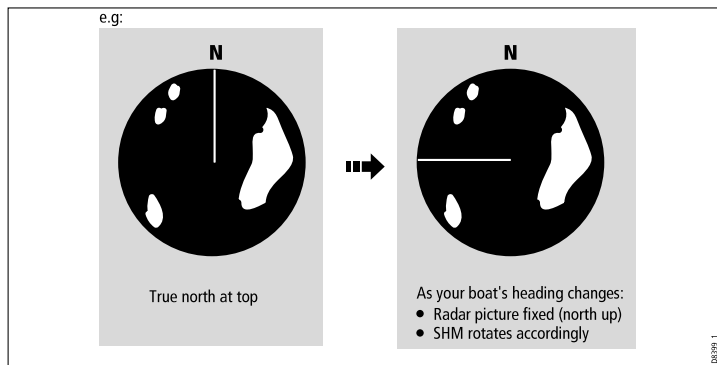 e.g:
N
True north at top
N
As your boat's heading changes:
● Radar picture fixed (north up)
● SHM rotates accordingly
D8399_1